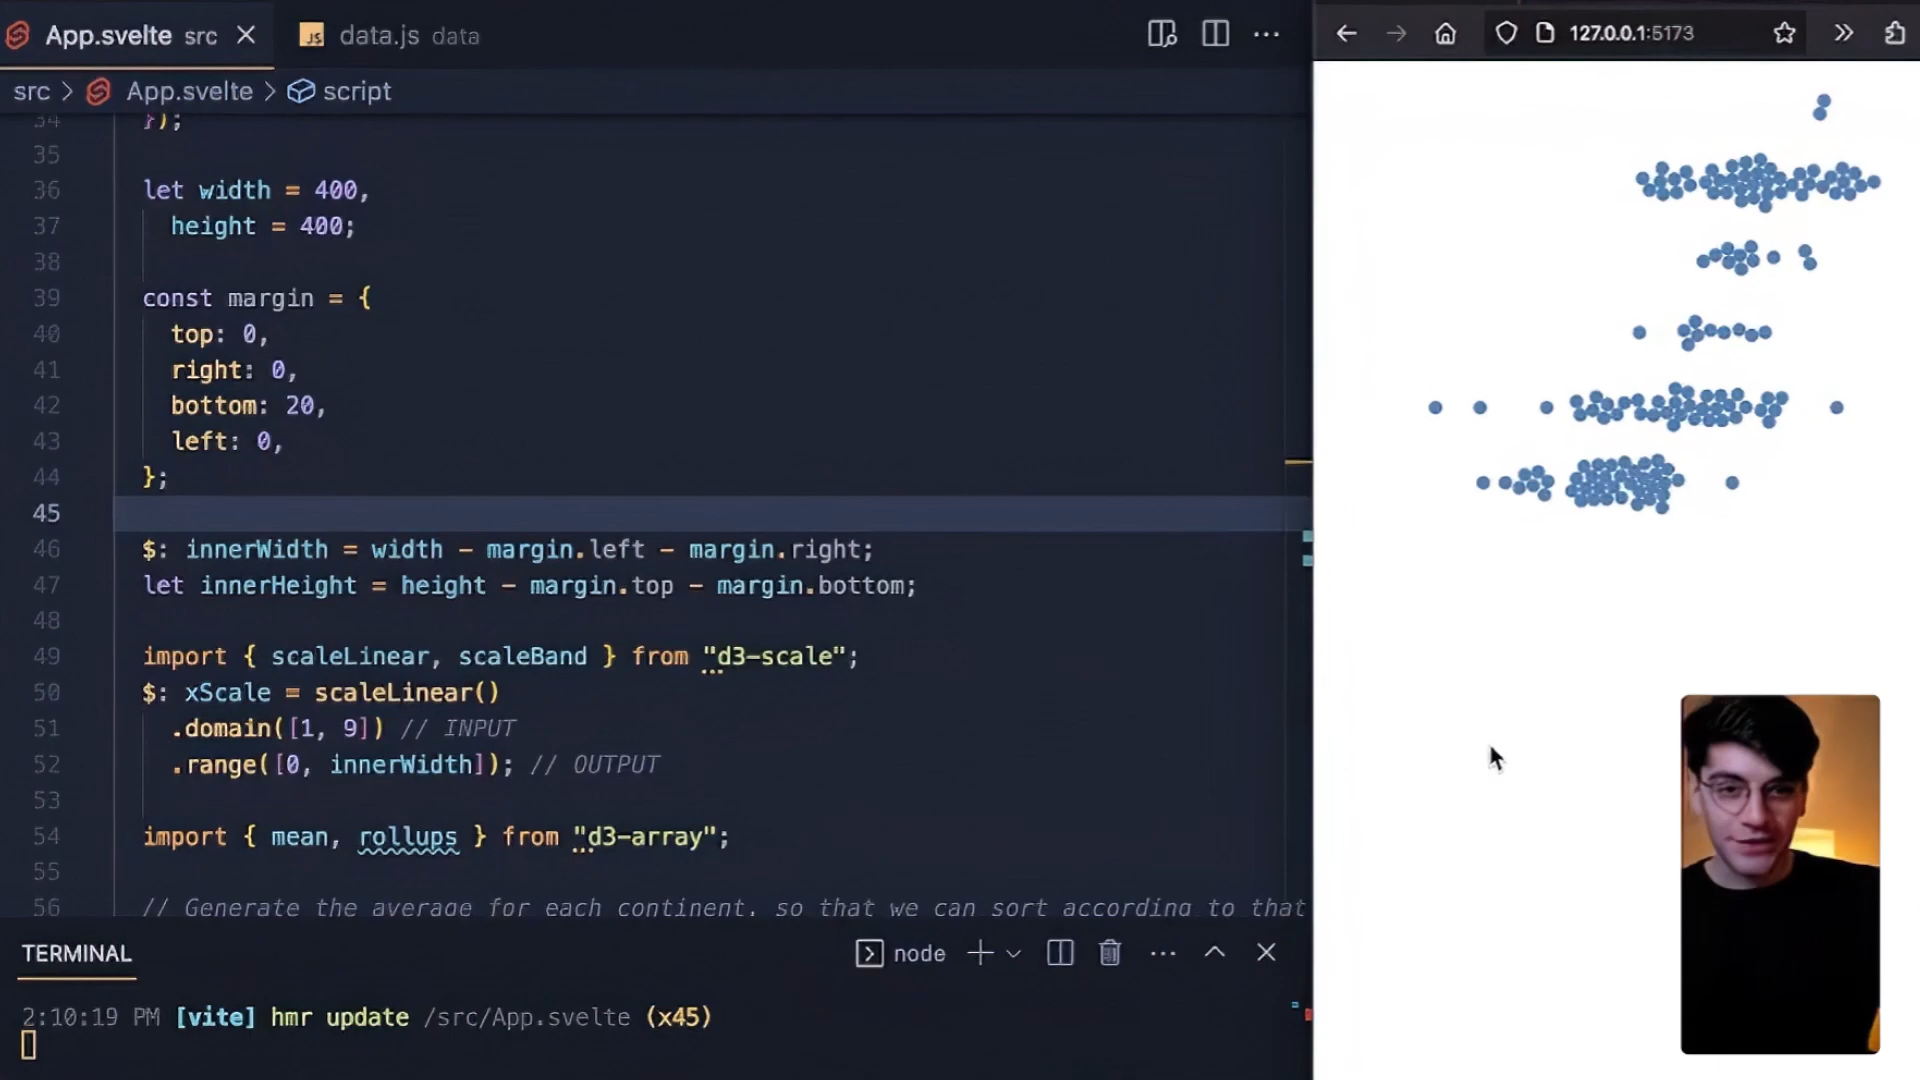 App.svelte src
data.js data
127.0.0.1:5173
src > App.svelte > script
34 });
35
36 let width = 400,
37 height = 400;
38
39 const margin = {
40 top: 0,
41 right: 0,
42 bottom: 20,
43 left: 0,
44 };
45
46 $: innerWidth = width - margin.left - margin.right;
47 let innerHeight = height - margin.top - margin.bottom;
48
49 import { scaleLinear, scaleBand } from "d3-scale";
50 $: xScale = scaleLinear()
51 .domain([1, 9]) // INPUT
52 .range([0, innerWidth]); // OUTPUT
53
54 import { mean, rollups } from "d3-array";
55
56 // Generate the average for each continent, so that we can sort according to that
TERMINAL
node
2:10:19 PM [vite] hmr update /src/App.svelte (x45)